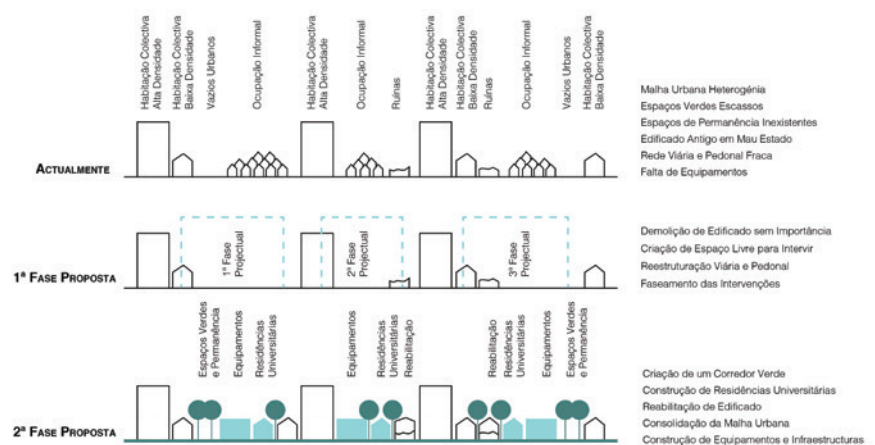 Habitação Colectiva
Alta Densidade
Habitação Colectiva
Baixa Densidade
Vazios Urbanos
Ocupação Informal
Habitação Colectiva
Alta Densidade
Ocupação Informal
Ruínas
Habitação Colectiva
Alta Densidade
Habitação Colectiva
Baixa Densidade
Ruínas
Ocupação Informal
Vazios Urbanos
Habitação Colectiva
Baixa Densidade
ACTUALMENTE
Malha Urbana Heterogénia
Espaços Verdes Escassos
Espaços de Permanência Inexistentes
Edificado Antigo em Mau Estado
Rede Viária e Pedonal Fraca
Falta de Equipamentos
1ª FASE PROPOSTA
1ª Fase
Projectual
2ª Fase
Projectual
3ª Fase
Projectual
Demolição de Edificado sem Importância
Criação de Espaço Livre para Intervir
Reestruturação Viária e Pedonal
Faseamento das Intervenções
2ª FASE PROPOSTA
Espaços Verdes
e Permanência
Equipamentos
Residências
Universitárias
Equipamentos
Residências
Universitárias
Reabilitação
Reabilitação
Residências
Universitárias
Equipamentos
Espaços Verdes
e Permanência
Criação de um Corredor Verde
Construção de Residências Universitárias
Reabilitação de Edificado
Consolidação da Malha Urbana
Construção de Equipamentos e Infraestructuras